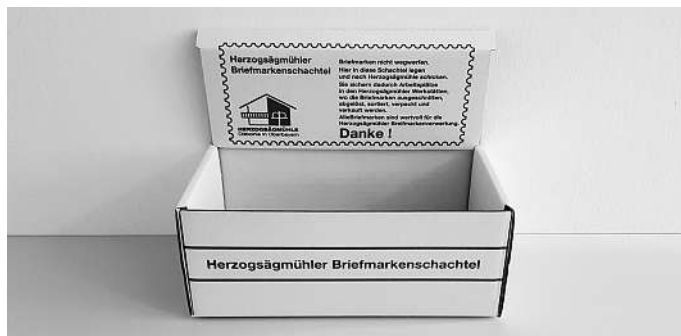 Herzogsägmühler
Briefmarkenschachtel
HERZOGSÄGMÜHLE
Diakonie in Oberbayern
Briefmarken nicht wegwerfen.
Hier in diese Schachtel legen
und nach Herzogsägmühle schicken.
Sie sichern dadurch Arbeitsplätze
in den Herzogsägmühler Werkstätten,
wo die Briefmarken ausgeschnitten,
abgelöst, sortiert, verpackt und
verkauft werden.
AlleBriefmarken sind wertvoll für die
Herzogsägmühler Briefmarkenverwertung.
Danke !
Herzogsägmühler Briefmarkenschachtel